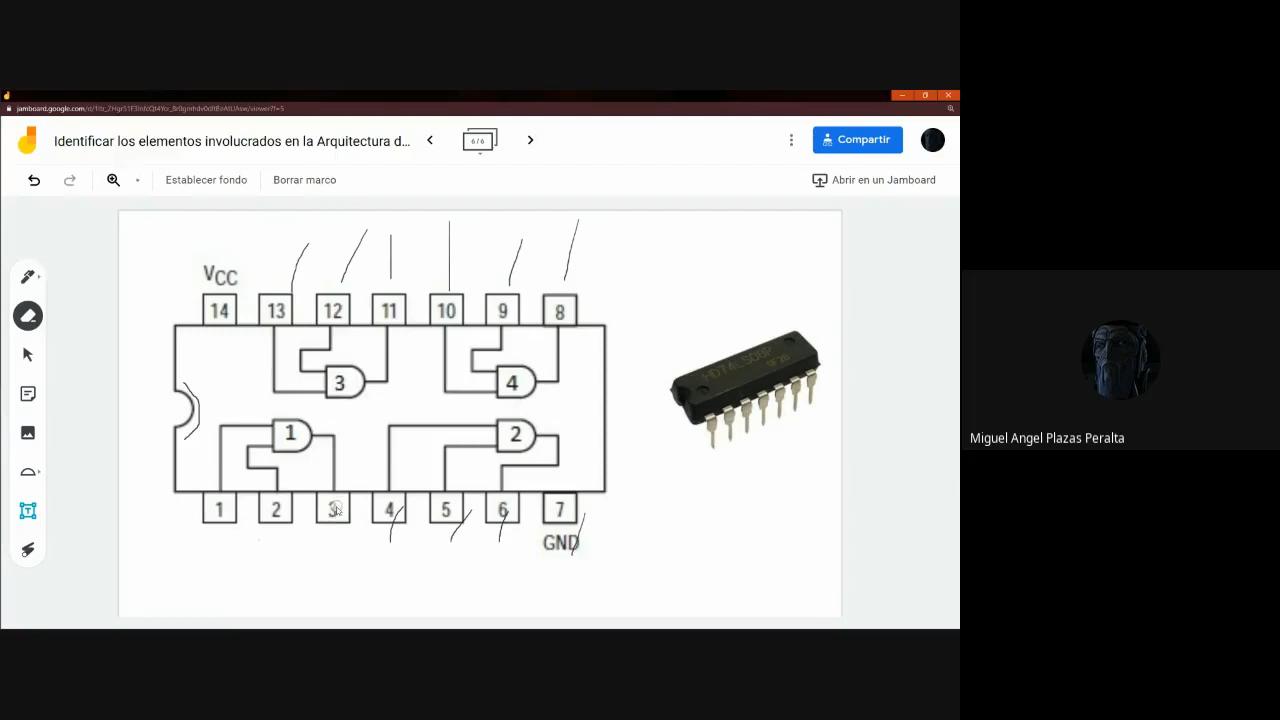 Identificar los elementos involucrados en la Arquitectura d...
6/6
Compartir
Establecer fondo
Borrar marco
Abrir en un Jamboard
VCC
14 13 12 11 10 9 8
3 4
1 2
1 2 3 4 5 6 7
GND
HD74LS08P
Miguel Angel Plazas Peralta